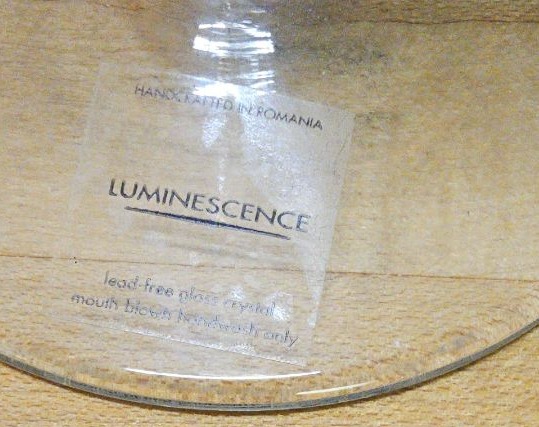 HANDCRAFTED IN ROMANIA
LUMINESCENCE
lead-free glass crystal
mouth blown handwash only